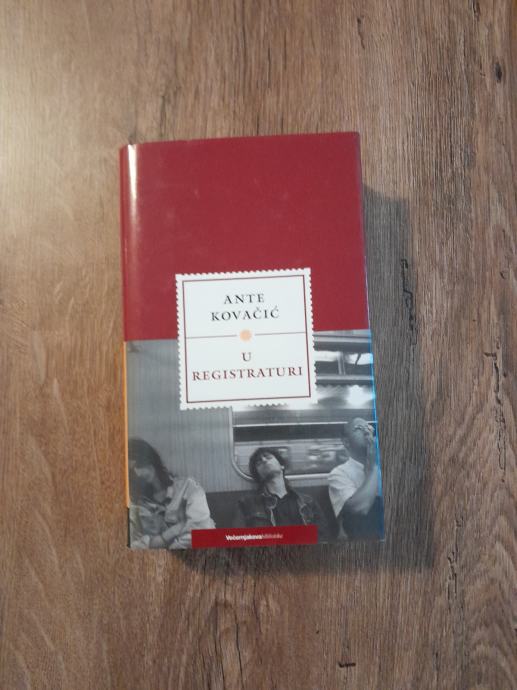 ANTE
KOVAČIĆ
U
REGISTRATURI
Večernjakova biblioteka